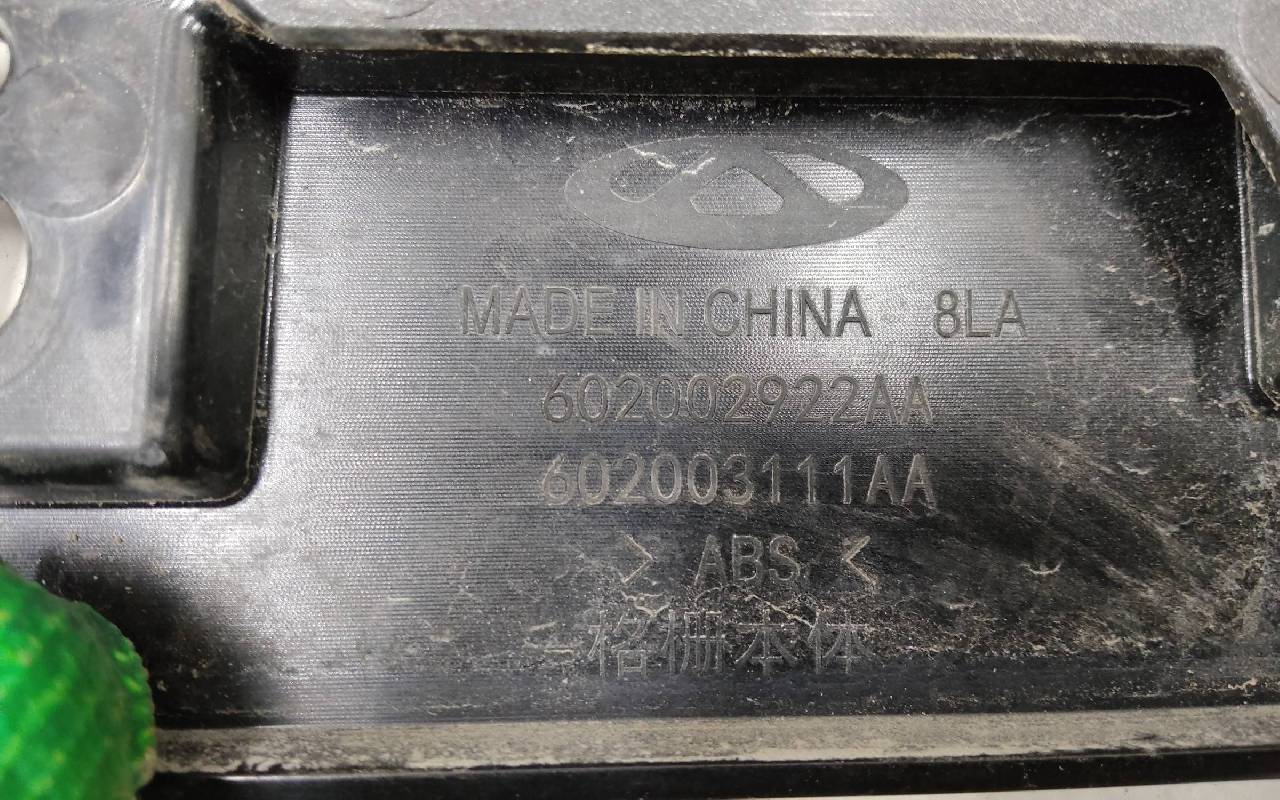 MADE IN CHINA 8LA
602002922AA
602003111AA
> ABS <
格栅本体